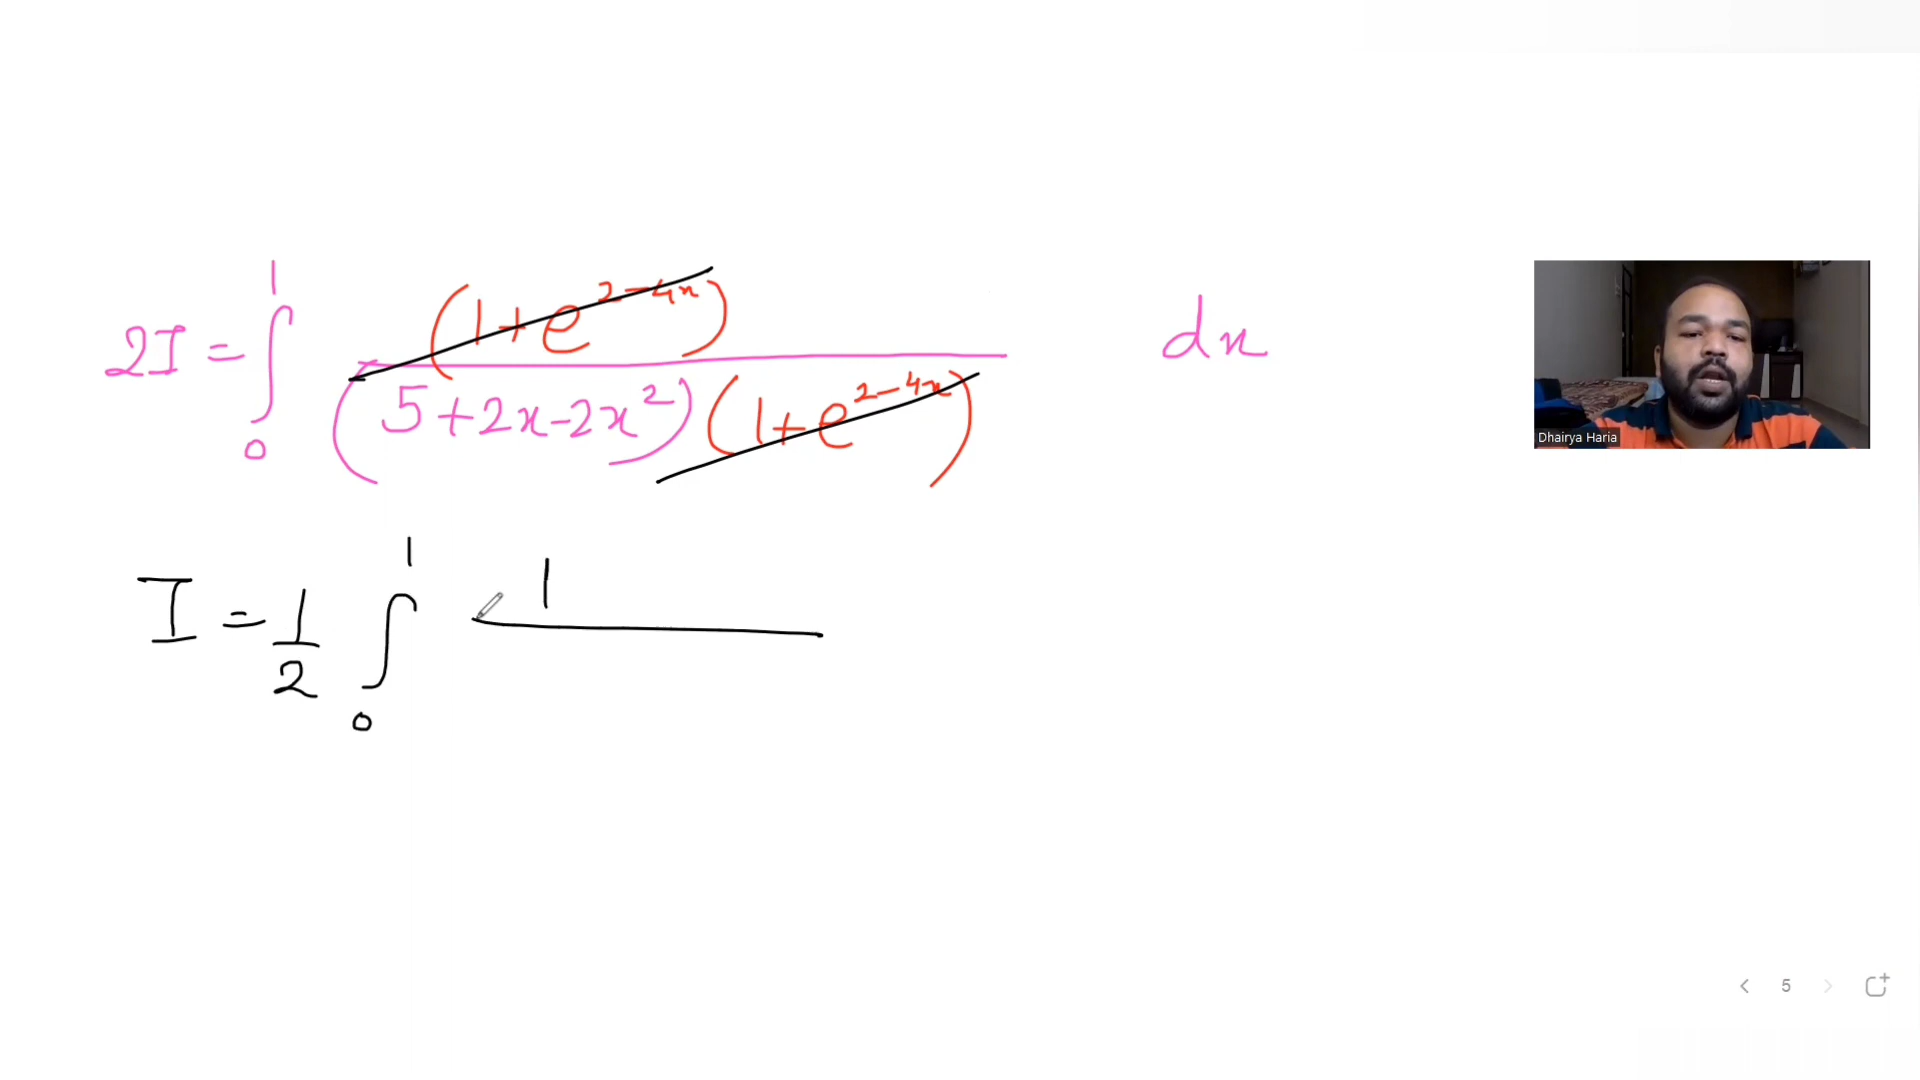 2I = ∫₀¹ (1+e^(2-4x)) / (5+2x-2x²)(1+e^(2-4x)) dx
Dhairya Haria
I = 1/2 ∫₀¹ 1/
5